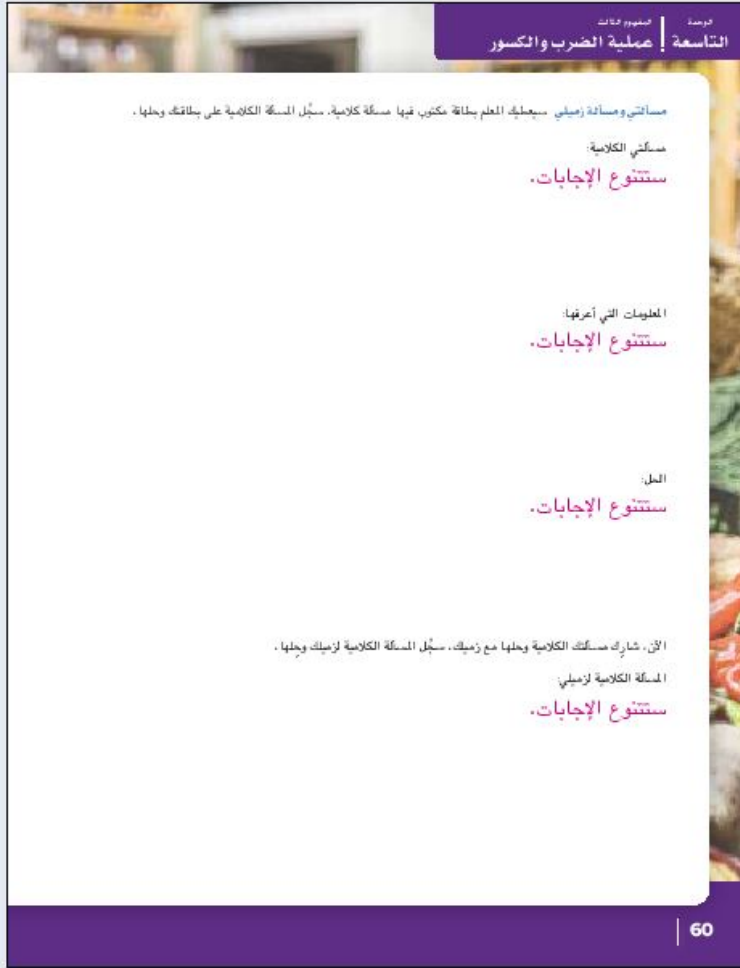 الوحدة
التاسعة
المفهوم الثالث
عملية الضرب والكسور
مسألتي ومسألة زميلي سيعطيك المعلم بطاقة مكتوب فيها مسألة كلامية. سجِّل المسألة الكلامية على بطاقتك وحلها.
مسألتي الكلامية:
ستتنوع الإجابات.
المعلومات التي أعرفها:
ستتنوع الإجابات.
الحل:
ستتنوع الإجابات.
الآن، شارِك مسألتك الكلامية وحلها مع زميلك. سجِّل المسألة الكلامية لزميلك وحِلها.
المسألة الكلامية لزميلي:
ستتنوع الإجابات.
60